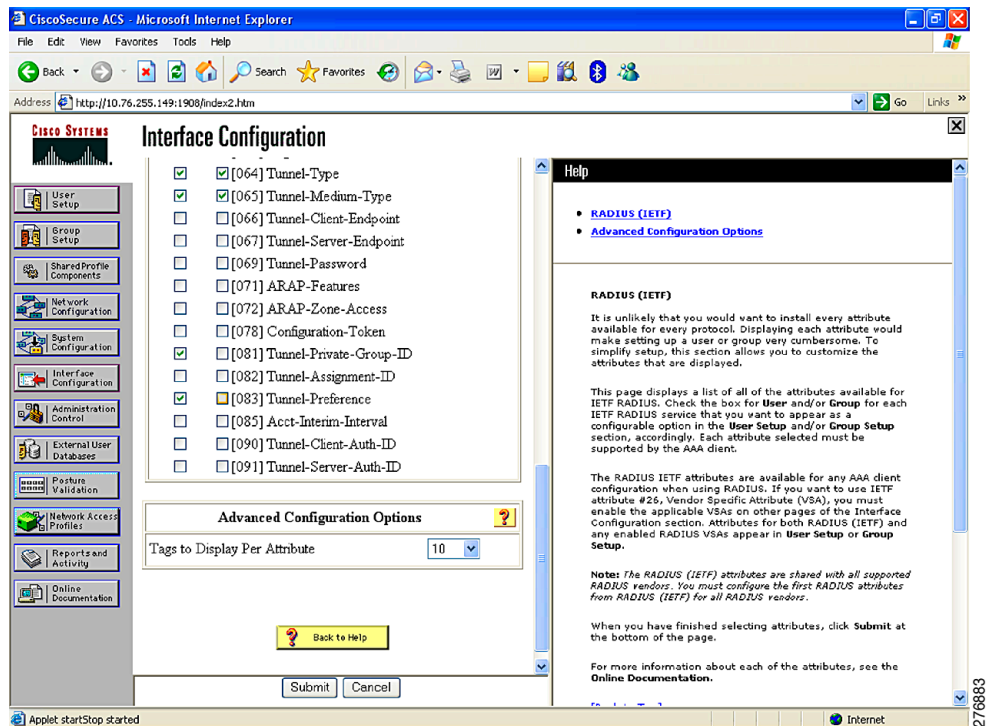 CiscoSecure ACS - Microsoft Internet Explorer
File Edit View Favorites Tools Help
Back Search Favorites
Address http://10.76.255.149:1908/index2.htm Go Links »
CISCO SYSTEMS
Interface Configuration
User
Setup
Group
Setup
Shared Profile
Components
Network
Configuration
System
Configuration
Interface
Configuration
Administration
Control
External User
Databases
Posture
Validation
Network Access
Profiles
Reports and
Activity
Online
Documentation
[064] Tunnel-Type
[065] Tunnel-Medium-Type
[066] Tunnel-Client-Endpoint
[067] Tunnel-Server-Endpoint
[069] Tunnel-Password
[071] ARAP-Features
[072] ARAP-Zone-Access
[078] Configuration-Token
[081] Tunnel-Private-Group-ID
[082] Tunnel-Assignment-ID
[083] Tunnel-Preference
[085] Acct-Interim-Interval
[090] Tunnel-Client-Auth-ID
[091] Tunnel-Server-Auth-ID
Advanced Configuration Options ?
Tags to Display Per Attribute 10
? Back to Help
Submit Cancel
Help
• RADIUS (IETF)
• Advanced Configuration Options
RADIUS (IETF)
It is unlikely that you would want to install every attribute
available for every protocol. Displaying each attribute would
make setting up a user or group very cumbersome. To
simplify setup, this section allows you to customize the
attributes that are displayed.
This page displays a list of all of the attributes available for
IETF RADIUS. Check the box for User and/or Group for each
IETF RADIUS service that you want to appear as a
configurable option in the User Setup and/or Group Setup
section, accordingly. Each attribute selected must be
supported by the AAA client.
The RADIUS IETF attributes are available for any AAA client
configuration when using RADIUS. If you want to use IETF
attribute #26, Vendor Specific Attribute (VSA), you must
enable the applicable VSAs on other pages of the Interface
Configuration section. Attributes for both RADIUS (IETF) and
any enabled RADIUS VSAs appear in User Setup or Group
Setup.
Note: The RADIUS (IETF) attributes are shared with all supported
RADIUS vendors. You must configure the first RADIUS attributes
from RADIUS (IETF) for all RADIUS vendors.
When you have finished selecting attributes, click Submit at
the bottom of the page.
For more information about each of the attributes, see the
Online Documentation.
Applet startStop started
Internet
276883